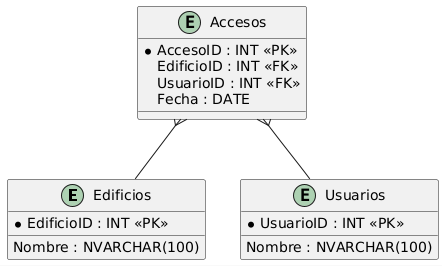 E Accesos
* AccesoID : INT «PK»
EdificioID : INT «FK»
UsuarioID : INT «FK»
Fecha : DATE
E Edificios
* EdificioID : INT «PK»
Nombre : NVARCHAR(100)
E Usuarios
* UsuarioID : INT «PK»
Nombre : NVARCHAR(100)